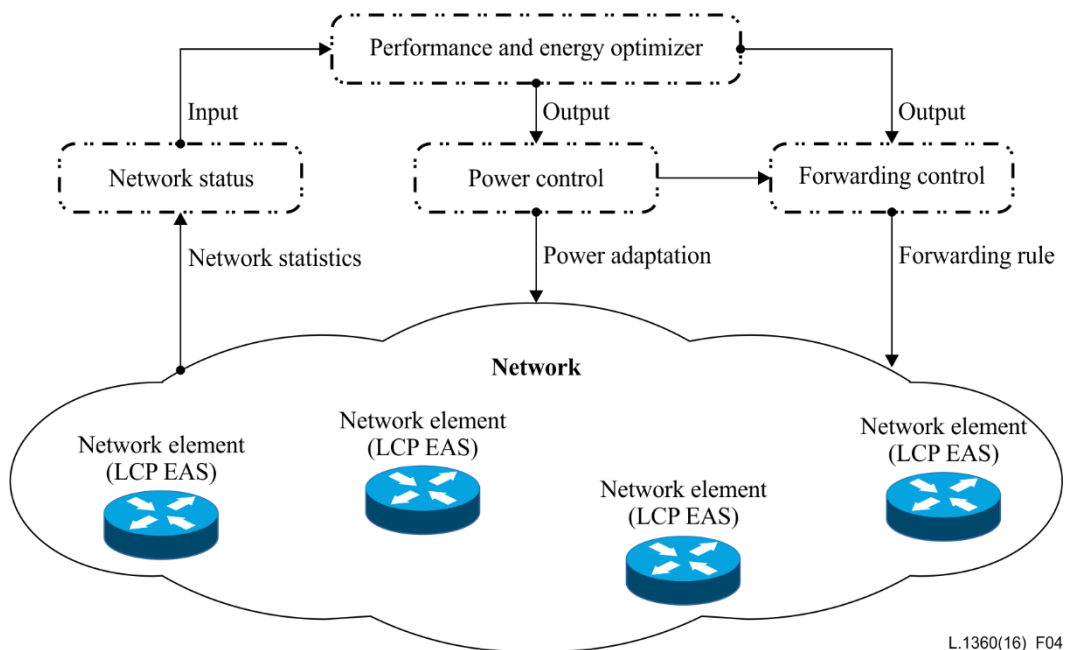 Performance and energy optimizer
Input
Output
Output
Network status
Power control
Forwarding control
Network statistics
Power adaptation
Forwarding rule
Network
Network element
(LCP EAS)
Network element
(LCP EAS)
Network element
(LCP EAS)
Network element
(LCP EAS)
L.1360(16)_F04